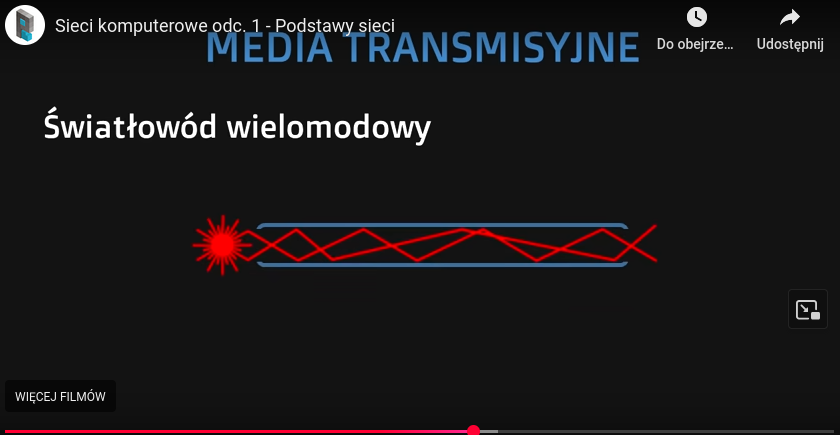 Sieci komputerowe odc. 1 - Podstawy sieci
MEDIA TRANSMISYJNE
Do obejrze...
Udostępnij
Światłowód wielomodowy
WIĘCEJ FILMÓW